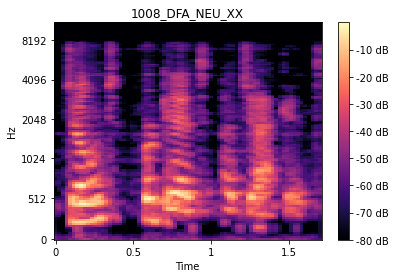 1008_DFA_NEU_XX
8192
4096
2048
1024
512
0
Hz
0
0.5
1
1.5
Time
-10 dB
-20 dB
-30 dB
-40 dB
-50 dB
-60 dB
-70 dB
-80 dB